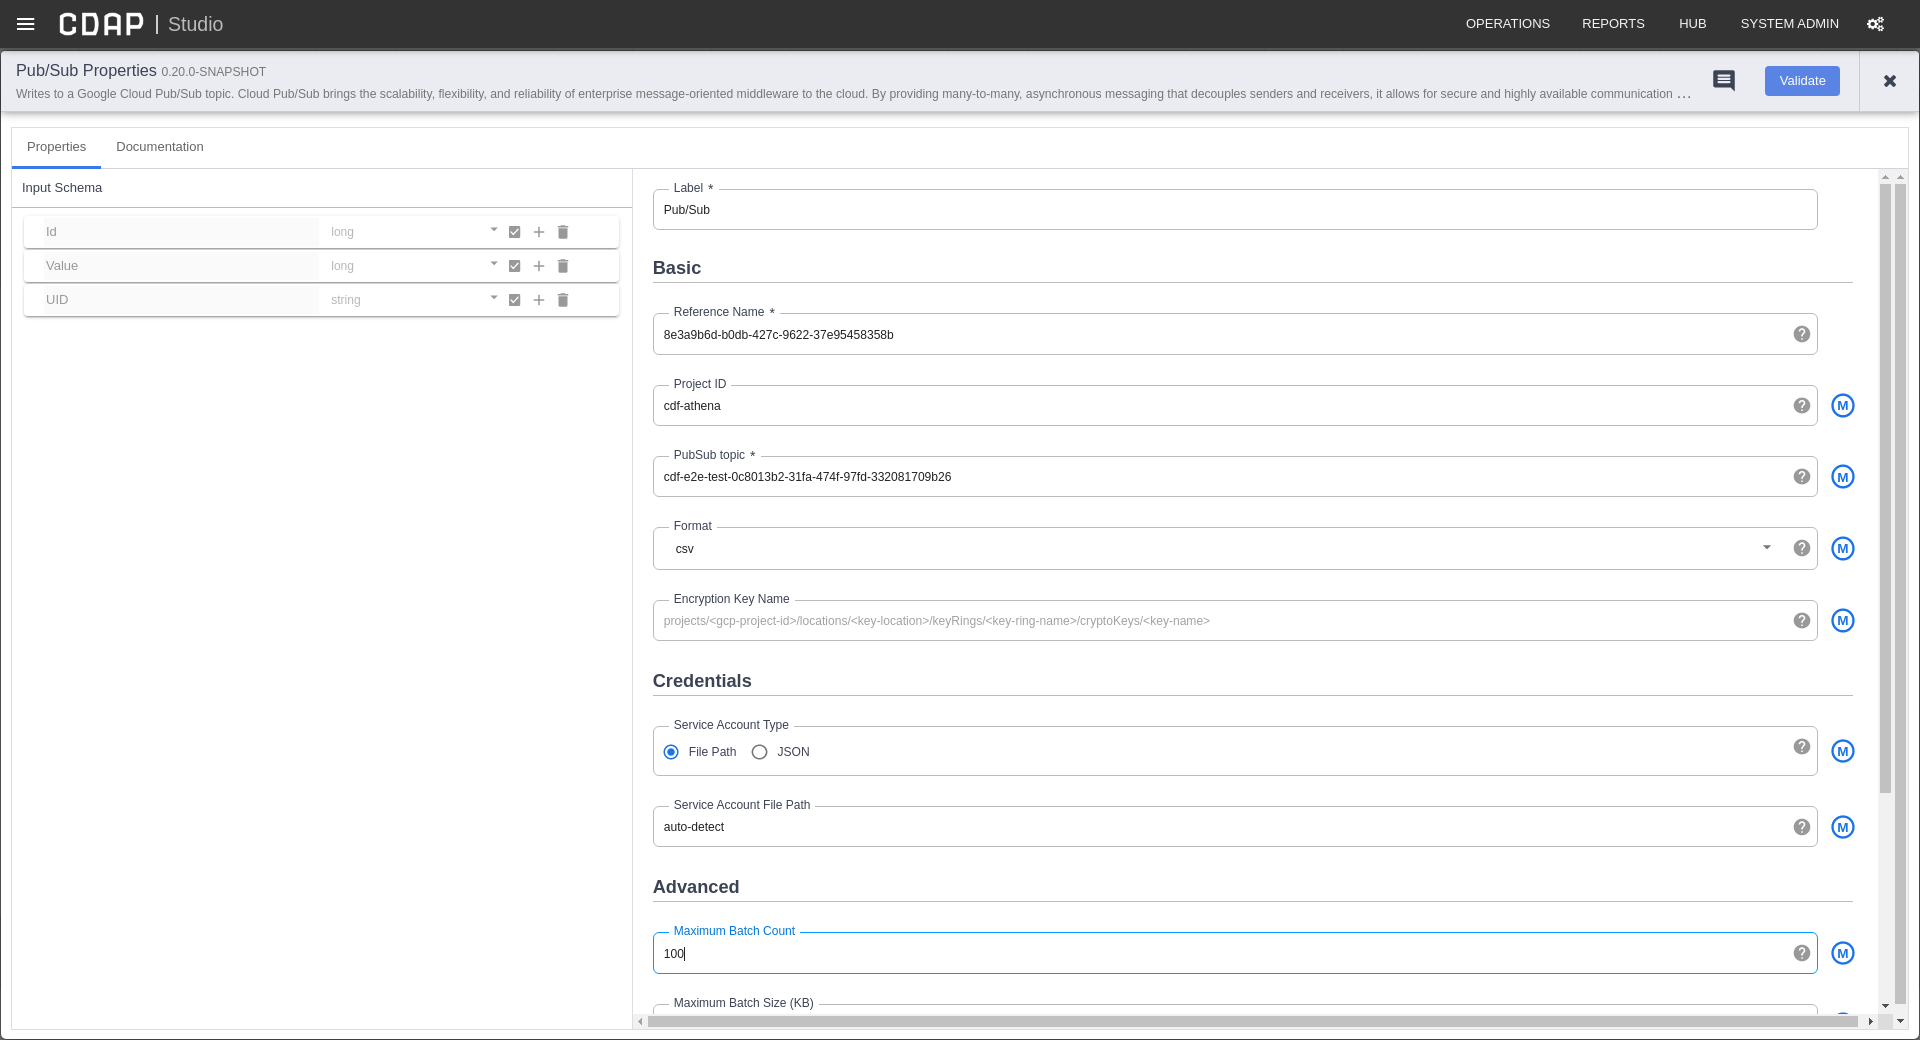 CDAP | Studio
OPERATIONS REPORTS HUB SYSTEM ADMIN
Pub/Sub Properties 0.20.0-SNAPSHOT
Writes to a Google Cloud Pub/Sub topic. Cloud Pub/Sub brings the scalability, flexibility, and reliability of enterprise message-oriented middleware to the cloud. By providing many-to-many, asynchronous messaging that decouples senders and receivers, it allows for secure and highly available communication ...
Validate
Properties Documentation
Input Schema
Id long
Value long
UID string
Label *
Pub/Sub
Basic
Reference Name *
8e3a9b6d-b0db-427c-9622-37e95458358b
Project ID
cdf-athena
M
PubSub topic *
cdf-e2e-test-0c8013b2-31fa-474f-97fd-332081709b26
M
Format
csv
M
Encryption Key Name
projects/<gcp-project-id>/locations/<key-location>/keyRings/<key-ring-name>/cryptoKeys/<key-name>
M
Credentials
Service Account Type
File Path JSON
M
Service Account File Path
auto-detect
M
Advanced
Maximum Batch Count
100
M
Maximum Batch Size (KB)